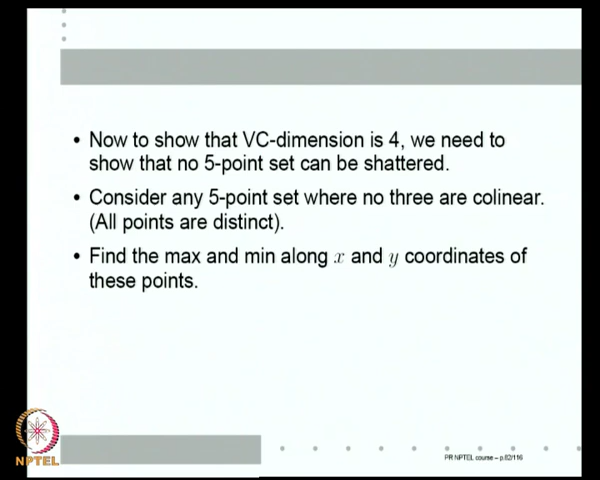 • Now to show that VC-dimension is 4, we need to
show that no 5-point set can be shattered.
• Consider any 5-point set where no three are colinear.
(All points are distinct).
• Find the max and min along x and y coordinates of
these points.
NPTEL
PR NPTEL course – p.82/116